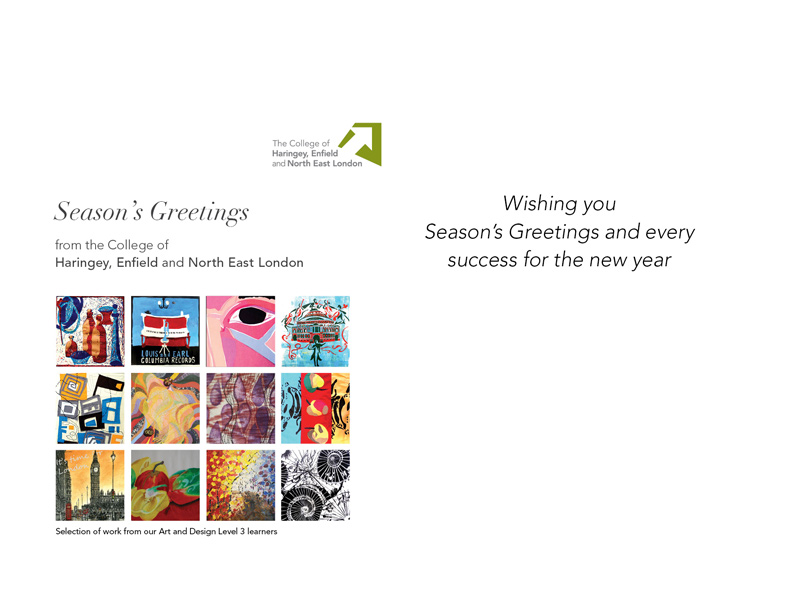 The College of
Haringey, Enfield
and North East London
Season's Greetings
from the College of
Haringey, Enfield and North East London
LOUIS EARL
COLUMBIA RECORDS
Selection of work from our Art and Design Level 3 learners
Wishing you
Season's Greetings and every
success for the new year